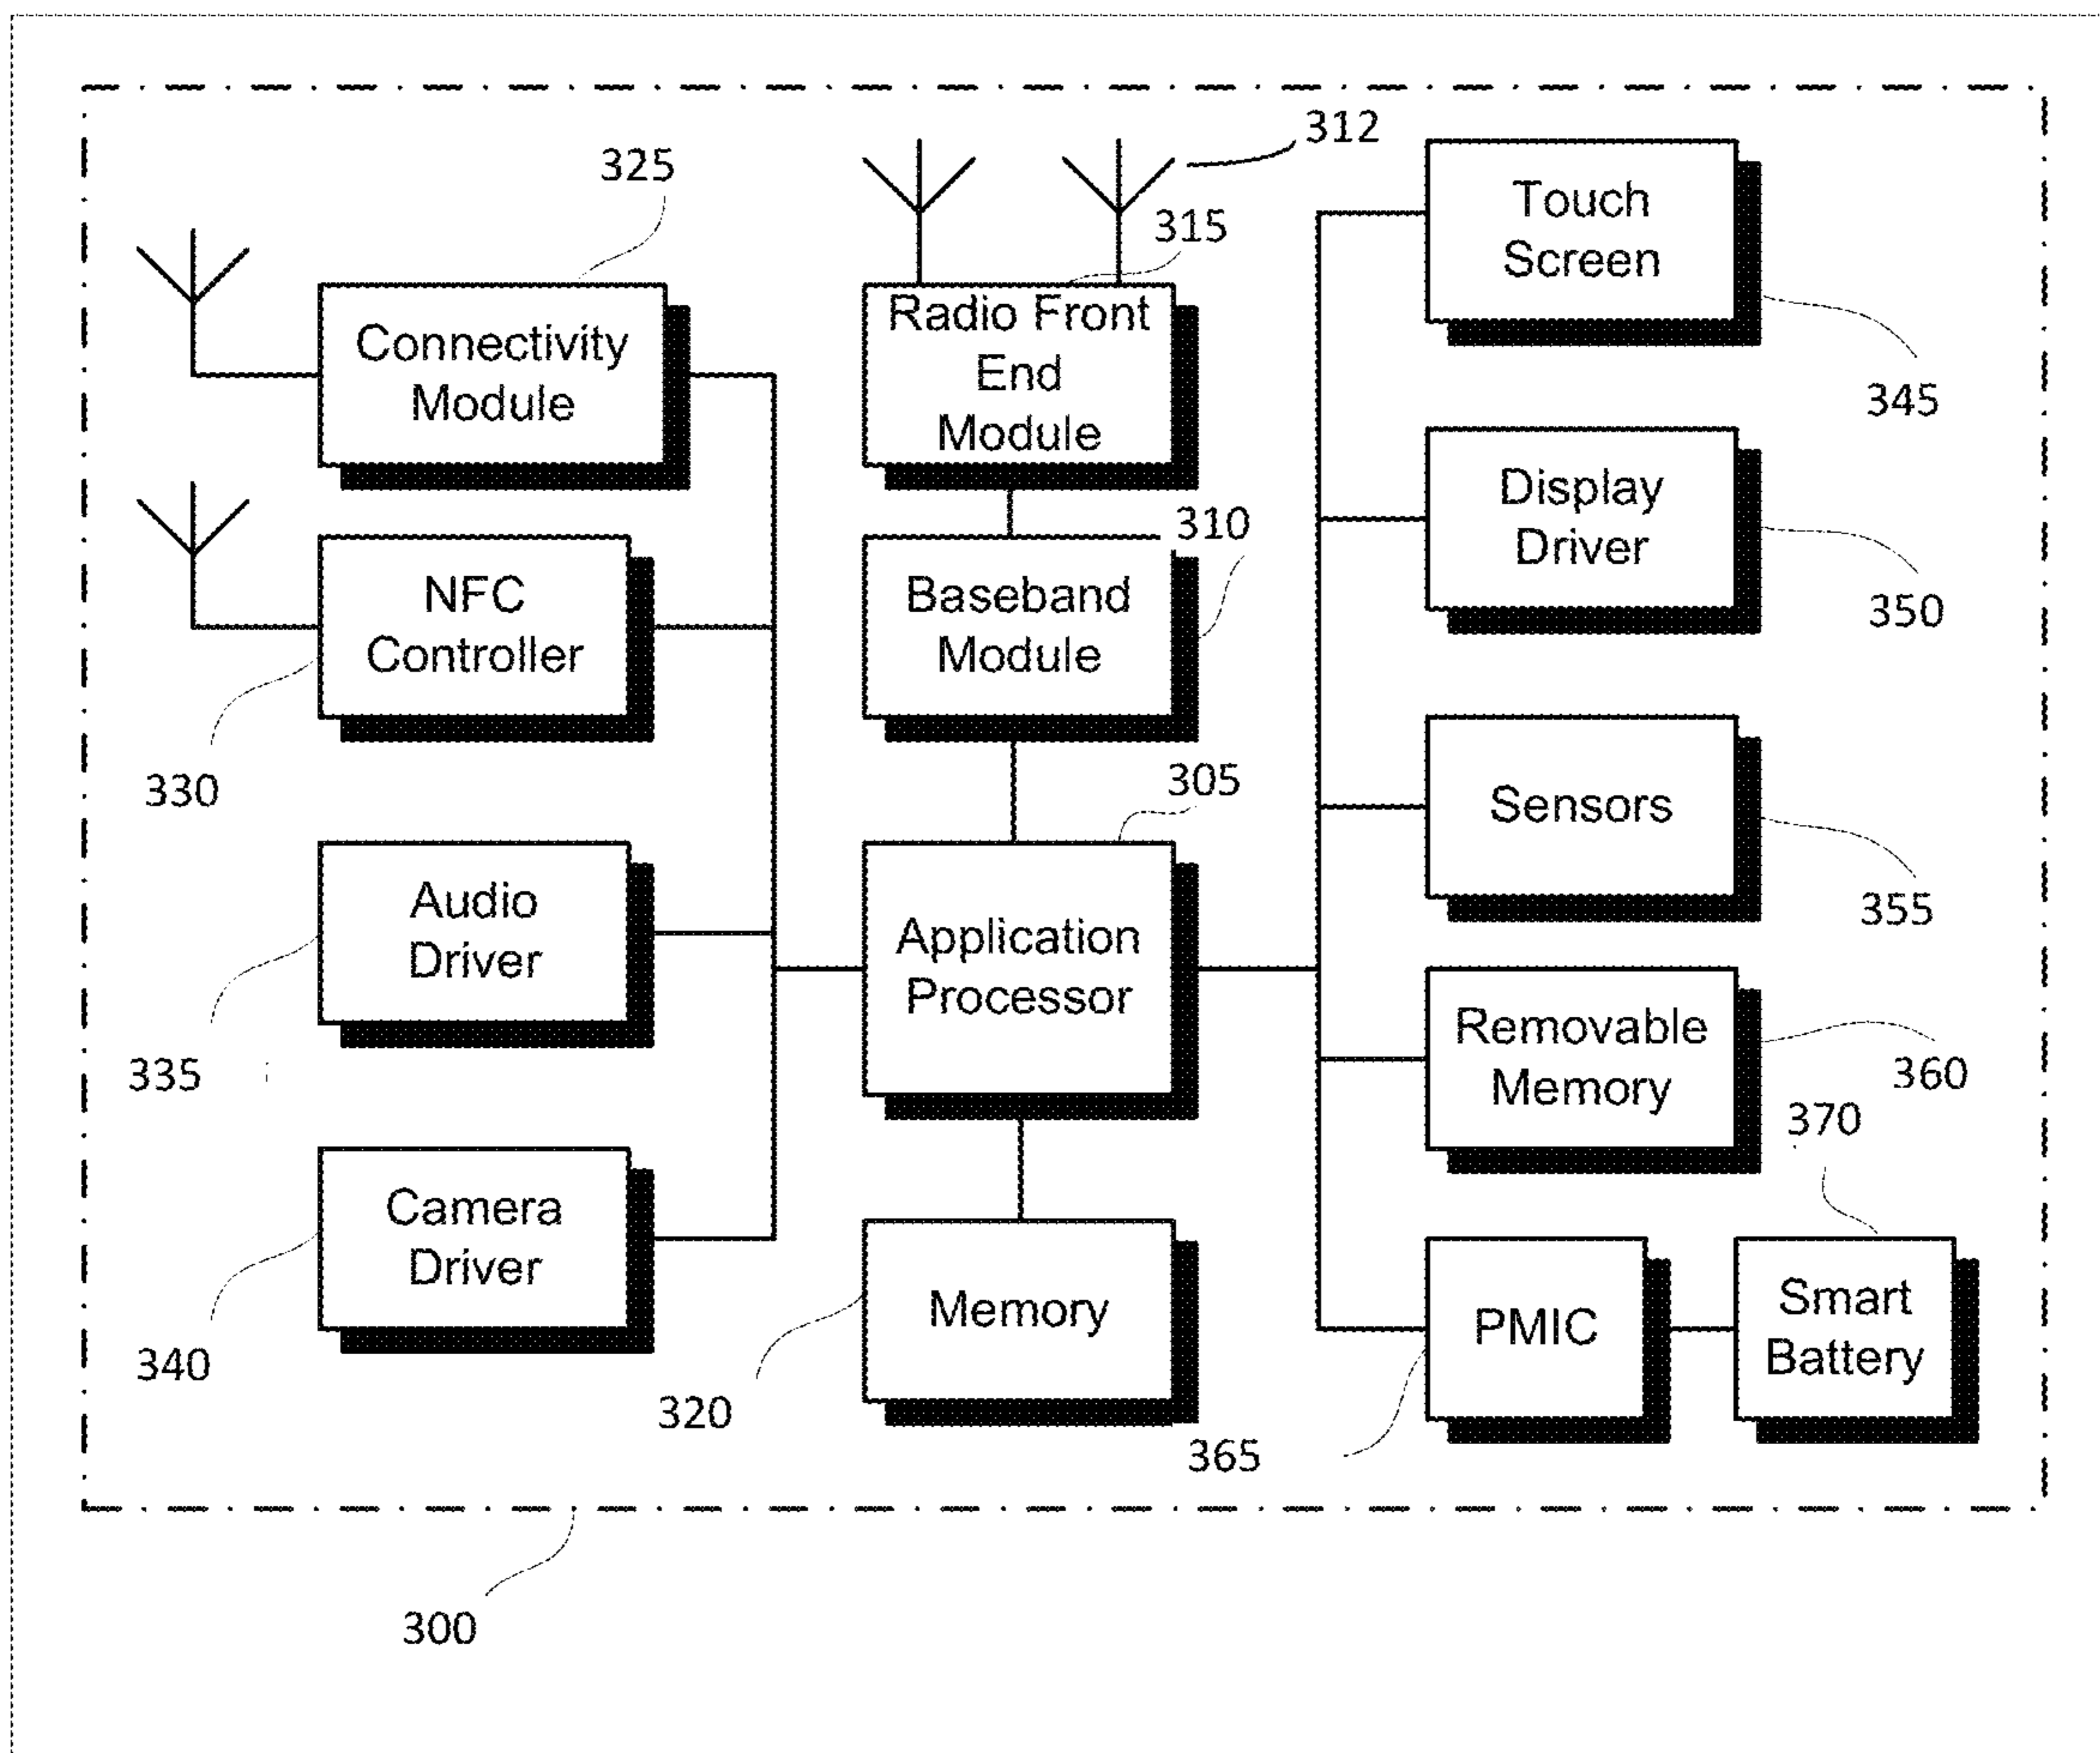 312
325
315
Touch
Screen
345
Connectivity
Module
Radio Front
End
Module
310
Display
Driver
350
NFC
Controller
330
Baseband
Module
305
Sensors
355
Audio
Driver
335
Application
Processor
Removable
Memory
360
370
Camera
Driver
340
Memory
320
365
PMIC
Smart
Battery
300